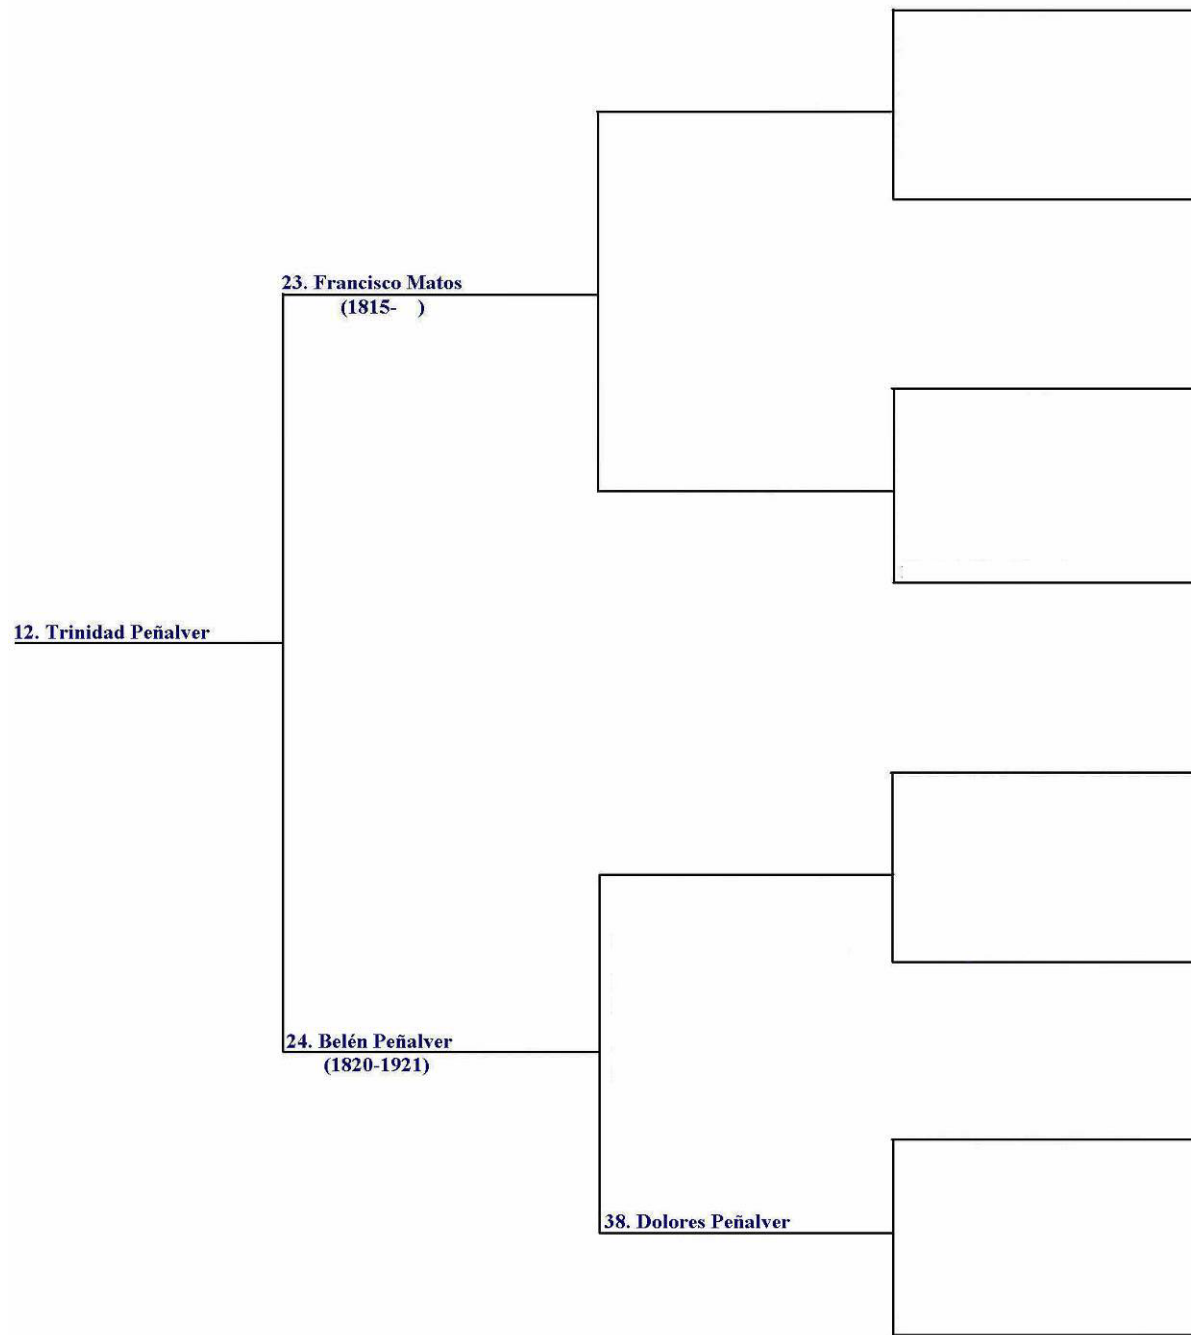 23. Francisco Matos
(1815- )
12. Trinidad Peñalver
24. Belén Peñalver
(1820-1921)
38. Dolores Peñalver